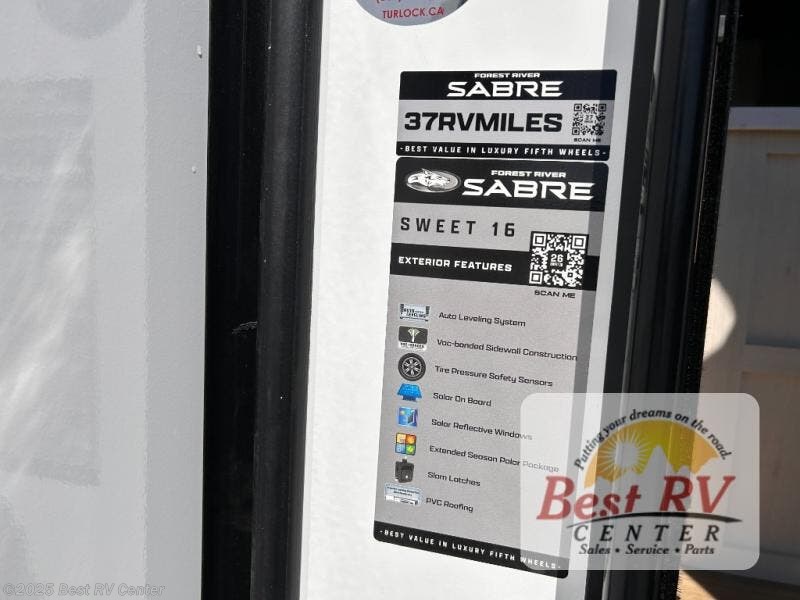 TURLOCK, CA
FOREST RIVER
SABRE
37RVMILES
37
SCAN ME
-BEST VALUE IN LUXURY FIFTH WHEELS-
FOREST RIVER
SABRE
SWEET 16
EXTERIOR FEATURES
26
SCAN ME
Auto Leveling System
Vac-bonded Sidewall Construction
Tire Pressure Safety Sensors
Solar On Board
Solar Reflective Windows
Extended Season Polar Package
Slam Latches
PVC Roofing
-BEST VALUE IN LUXURY FIFTH WHEELS-
Putting your dreams on the road.
Best RV
CENTER
Sales • Service • Parts
©2025 Best RV Center